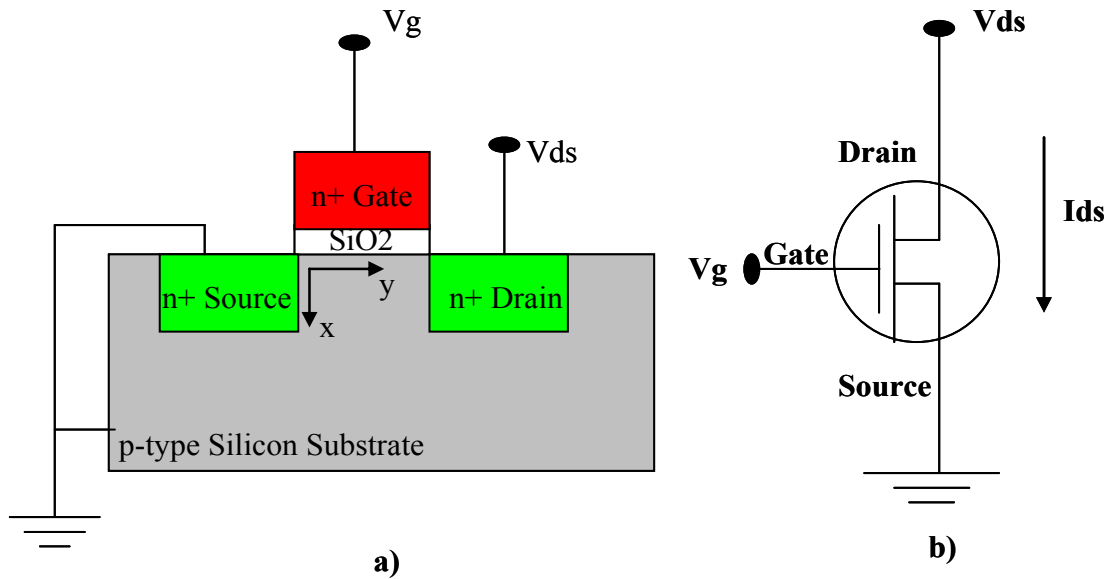 Vg
Vds
n+ Gate
SiO2
n+ Source
n+ Drain
y
x
p-type Silicon Substrate
a)
Vds
Drain
Ids
Gate
Vg
Source
b)